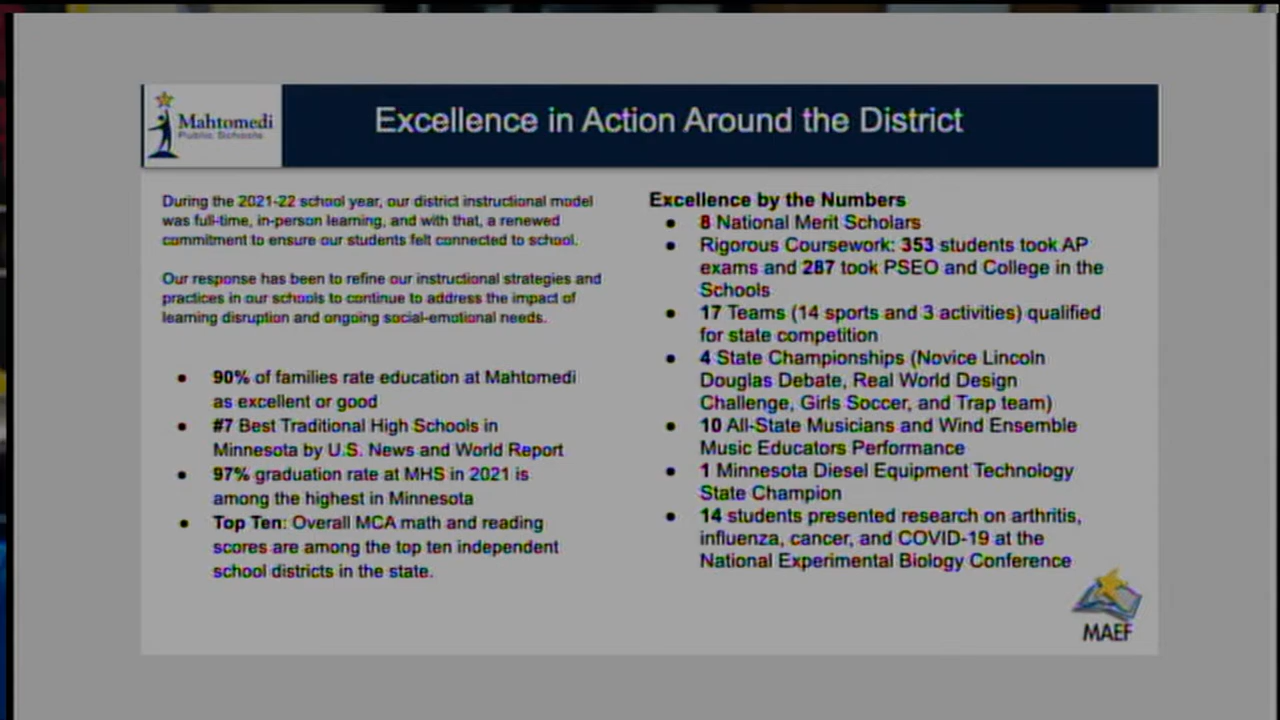 Mahtomedi
Public Schools
Excellence in Action Around the District
During the 2021-22 school year, our district instructional model
was full-time, in-person learning, and with that, a renewed
commitment to ensure our students felt connected to school.
Our response has been to refine our instructional strategies and
practices in our schools to continue to address the impact of
learning disruption and ongoing social-emotional needs.
• 90% of families rate education at Mahtomedi
as excellent or good
• #7 Best Traditional High Schools in
Minnesota by U.S. News and World Report
• 97% graduation rate at MHS in 2021 is
among the highest in Minnesota
• Top Ten: Overall MCA math and reading
scores are among the top ten independent
school districts in the state.
Excellence by the Numbers
• 8 National Merit Scholars
• Rigorous Coursework: 353 students took AP
exams and 287 took PSEO and College in the
Schools
• 17 Teams (14 sports and 3 activities) qualified
for state competition
• 4 State Championships (Novice Lincoln
Douglas Debate, Real World Design
Challenge, Girls Soccer, and Trap team)
• 10 All-State Musicians and Wind Ensemble
Music Educators Performance
• 1 Minnesota Diesel Equipment Technology
State Champion
• 14 students presented research on arthritis,
influenza, cancer, and COVID-19 at the
National Experimental Biology Conference
MAEF